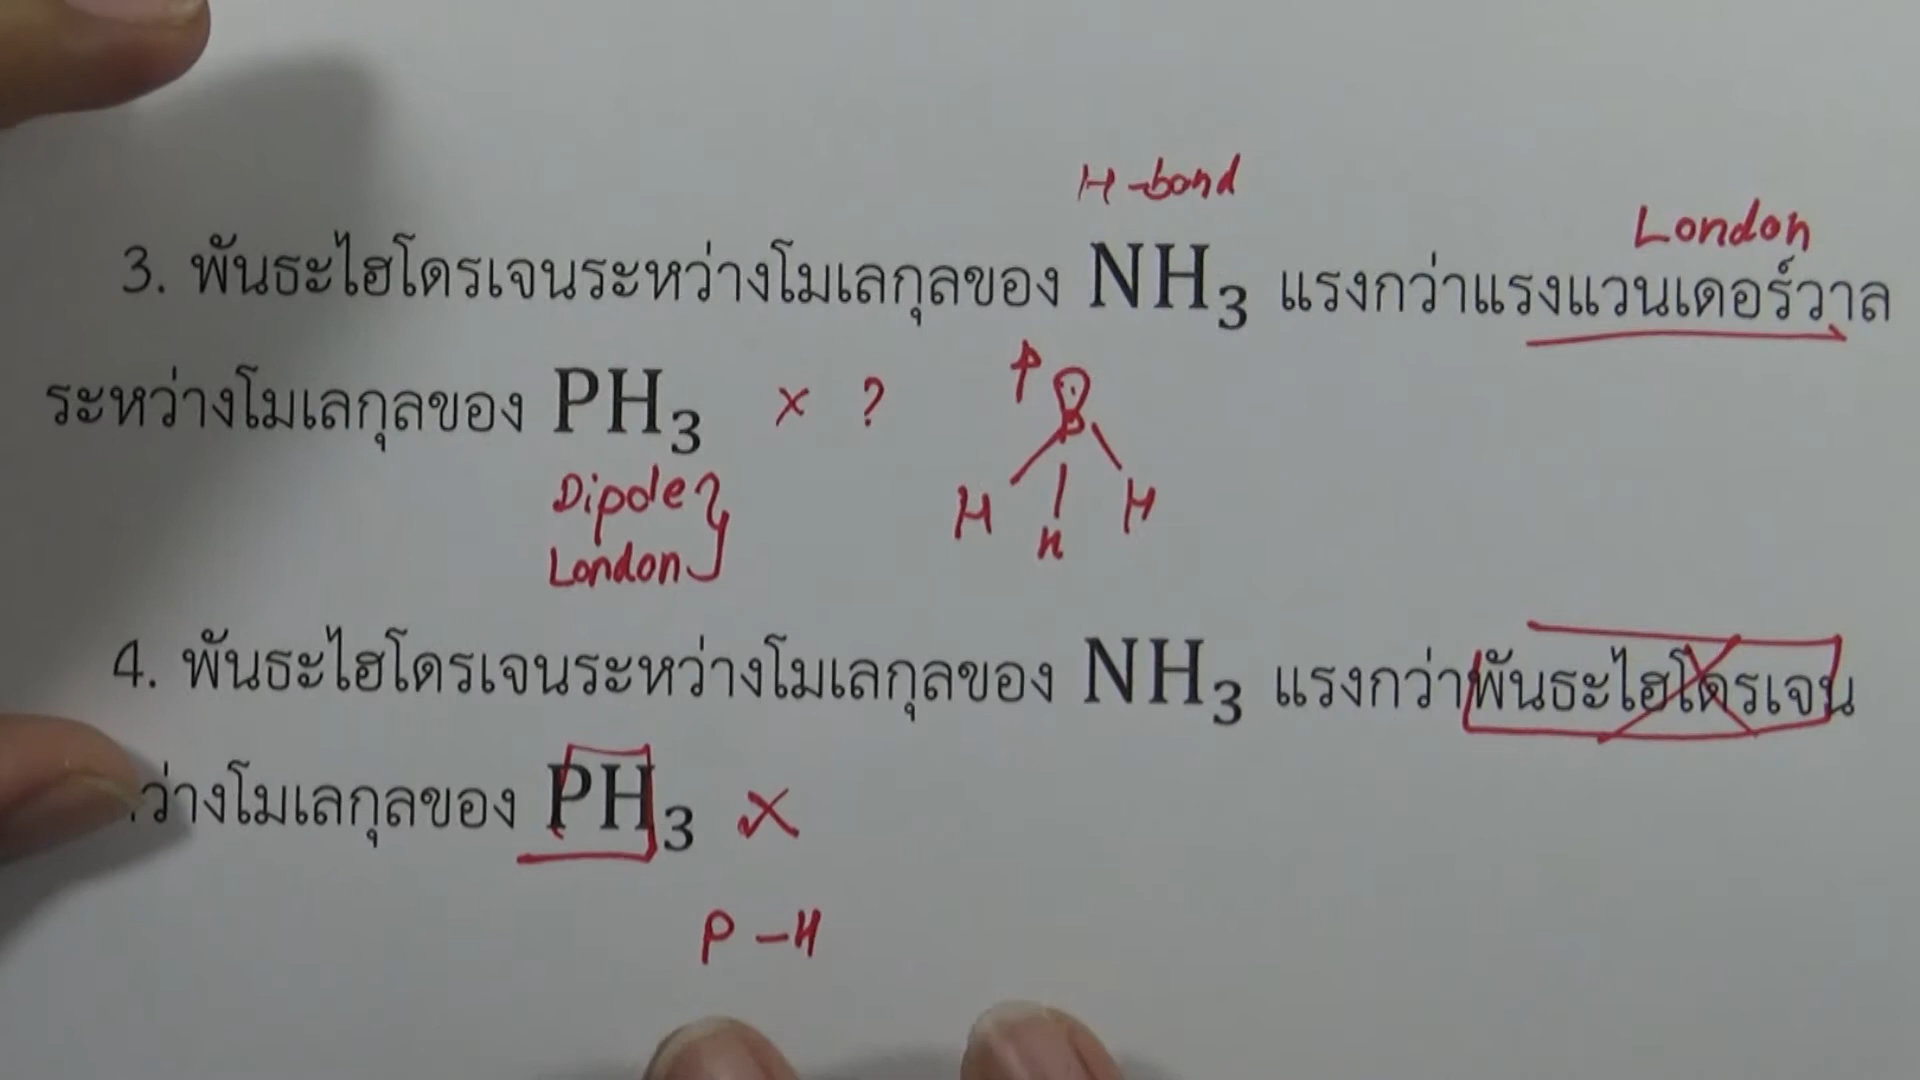 H-bond
London
3. พันธะไฮโดรเจนระหว่างโมเลกุลของ NH₃ แรงกว่าแรงแวนเดอร์วาล
ระหว่างโมเลกุลของ PH₃ × ?
P
H H H
Dipole
London
4. พันธะไฮโดรเจนระหว่างโมเลกุลของ NH₃ แรงกว่าพันธะไฮโดรเจน
ว่างโมเลกุลของ PH₃ ×
P-H